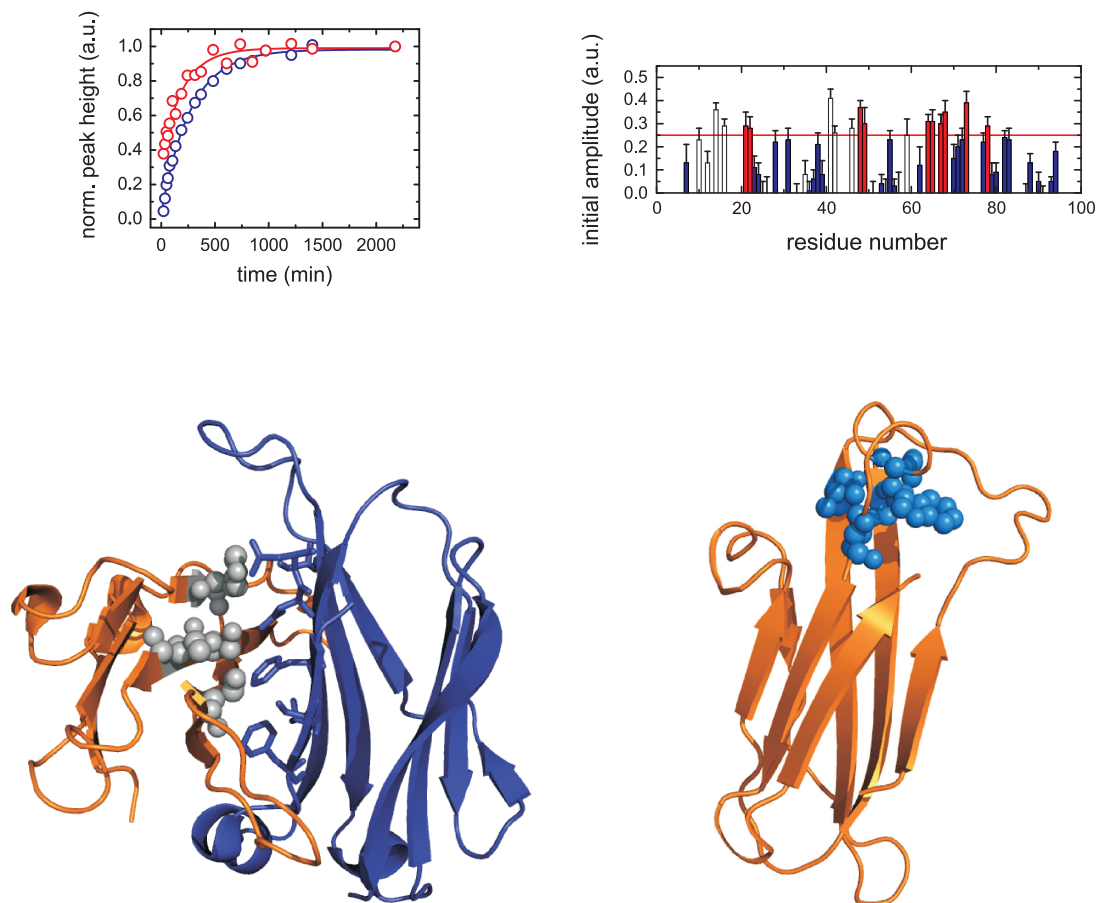 norm. peak height (a.u.)
1.0
0.8
0.6
0.4
0.2
0.0
0 500 1000 1500 2000
time (min)
initial amplitude (a.u.)
0.5
0.4
0.3
0.2
0.1
0.0
0 20 40 60 80 100
residue number